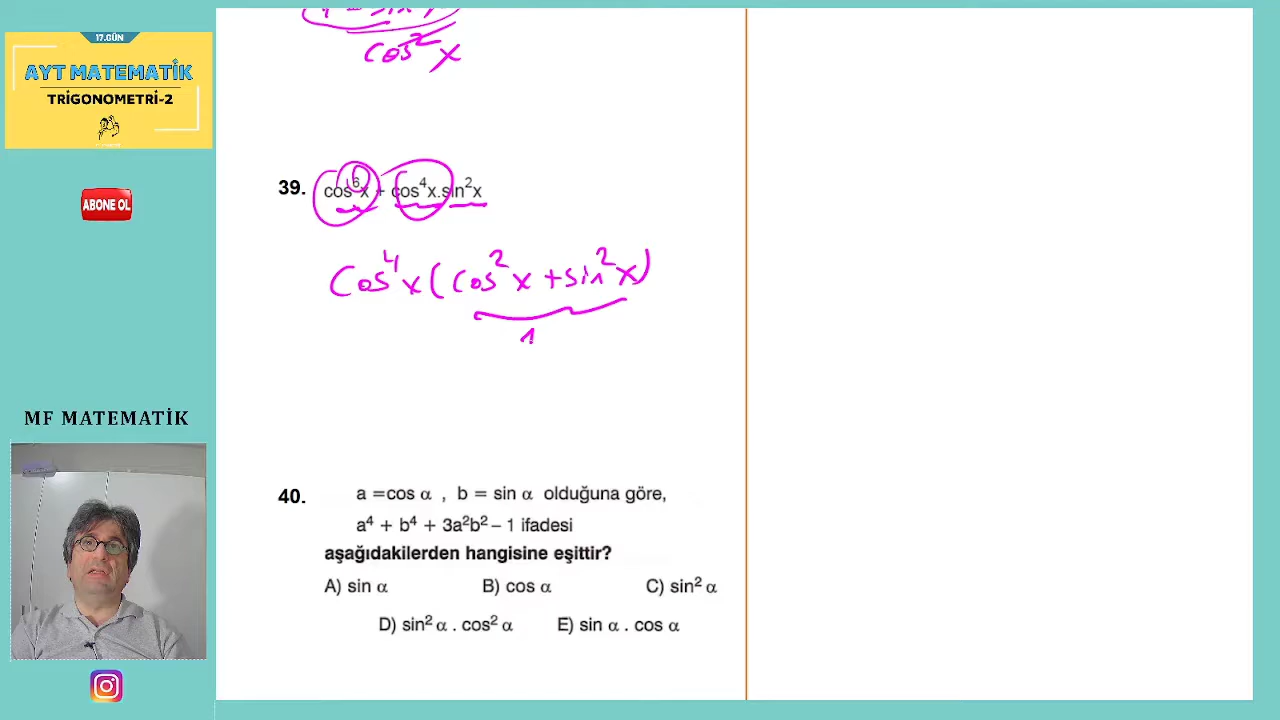 17.GÜN
AYT MATEMATİK
TRİGONOMETRİ-2
ABONE OL
MF MATEMATİK
cos²x
39. cos⁶x + cos⁴x.sin²x
cos⁴x(cos²x+sin²x)
1
40. a =cos α , b = sin α olduğuna göre,
a⁴ + b⁴ + 3a²b² – 1 ifadesi
aşağıdakilerden hangisine eşittir?
A) sin α B) cos α C) sin² α
D) sin² α . cos² α E) sin α . cos α